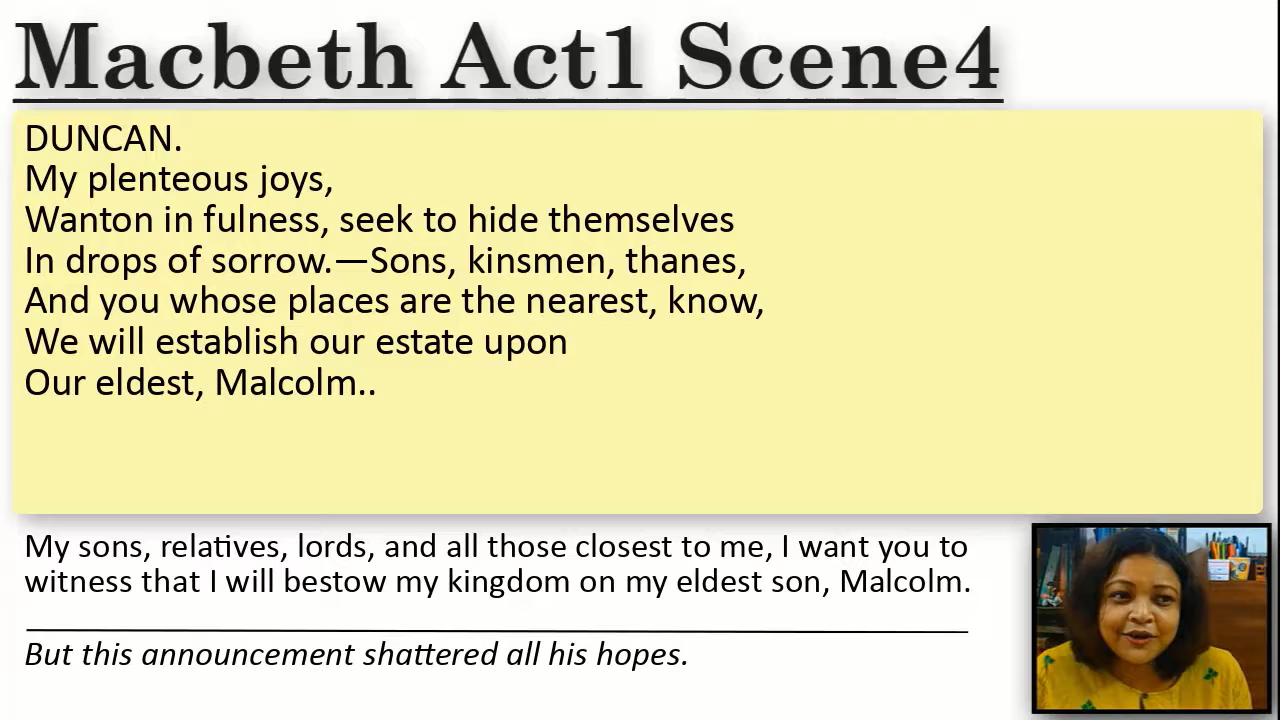 Macbeth Act1 Scene4
DUNCAN.
My plenteous joys,
Wanton in fulness, seek to hide themselves
In drops of sorrow.—Sons, kinsmen, thanes,
And you whose places are the nearest, know,
We will establish our estate upon
Our eldest, Malcolm..
My sons, relatives, lords, and all those closest to me, I want you to
witness that I will bestow my kingdom on my eldest son, Malcolm.
But this announcement shattered all his hopes.